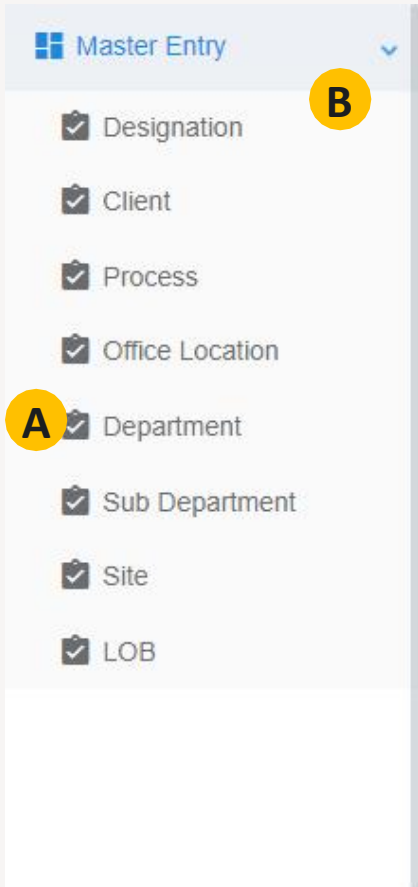 Master Entry
B
Designation
Client
Process
Office Location
A Department
Sub Department
Site
LOB